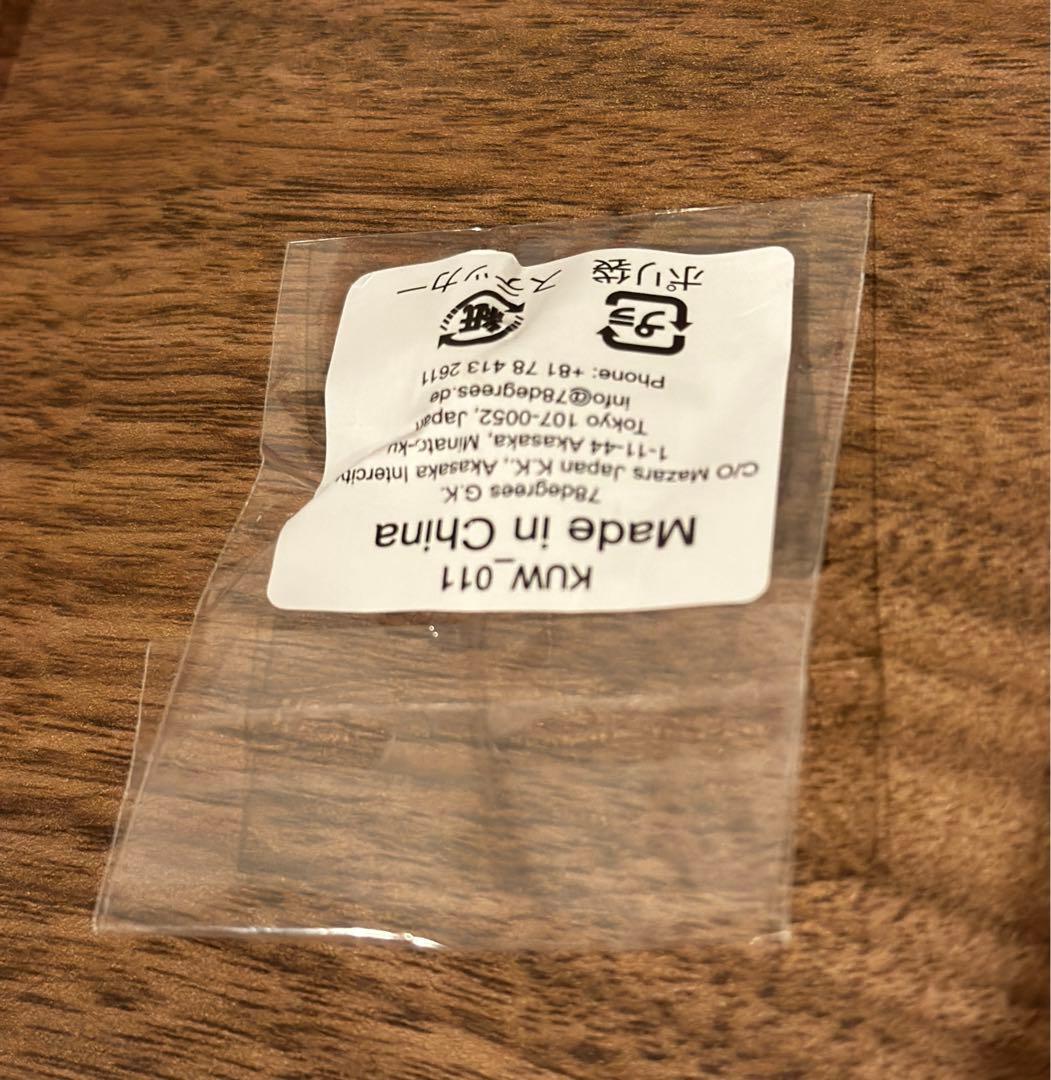 KUW_011
Made in China
78degrees G.K.
C/O Mazars Japan K.K., Akasaka Intercity
1-11-44 Akasaka, Minato-ku
Tokyo 107-0052, Japan
info@78degrees.de
Phone: +81 78 413 2611
プラ 紙
ポリ袋 ステッカー